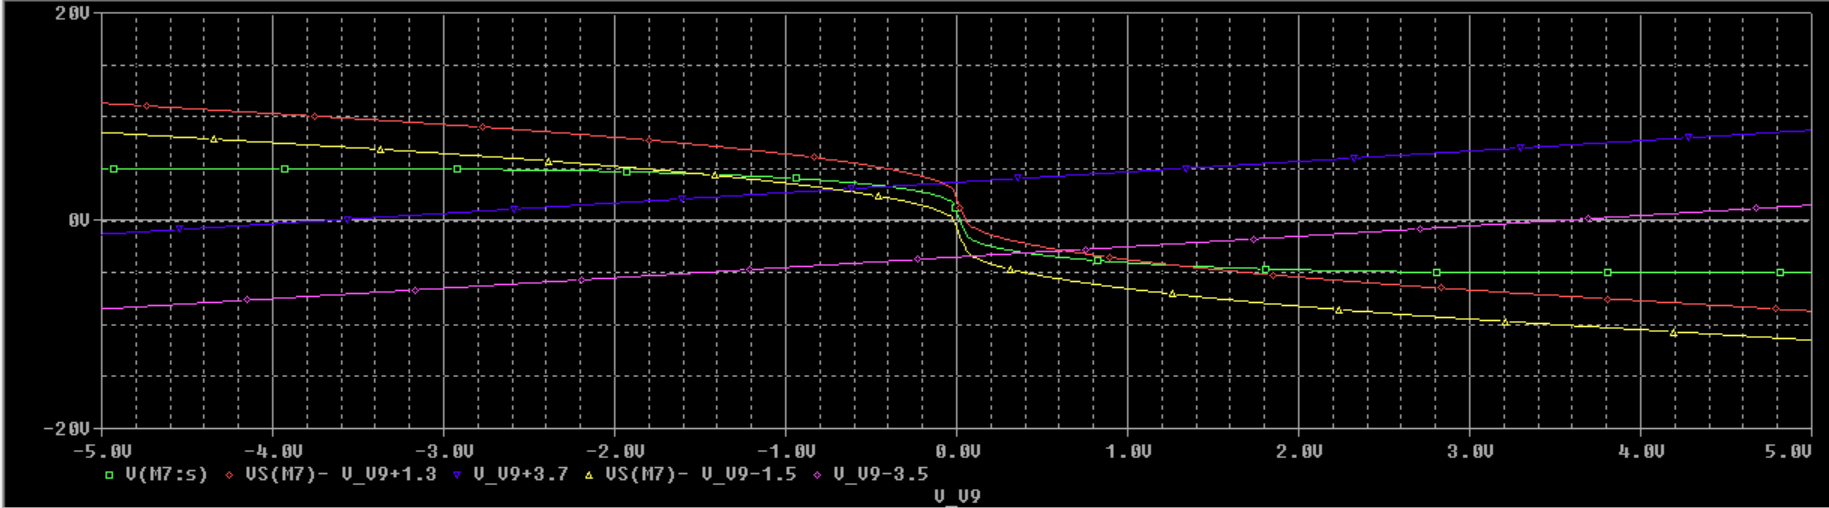 20V
0V
-20V
-5.0V -4.0V -3.0V -2.0V -1.0V 0.0V 1.0V 2.0V 3.0V 4.0V 5.0V
V(M7:s) VS(M7)- V_V9+1.3 V_V9+3.7 VS(M7)- V_V9-1.5 V_V9-3.5
V_V9